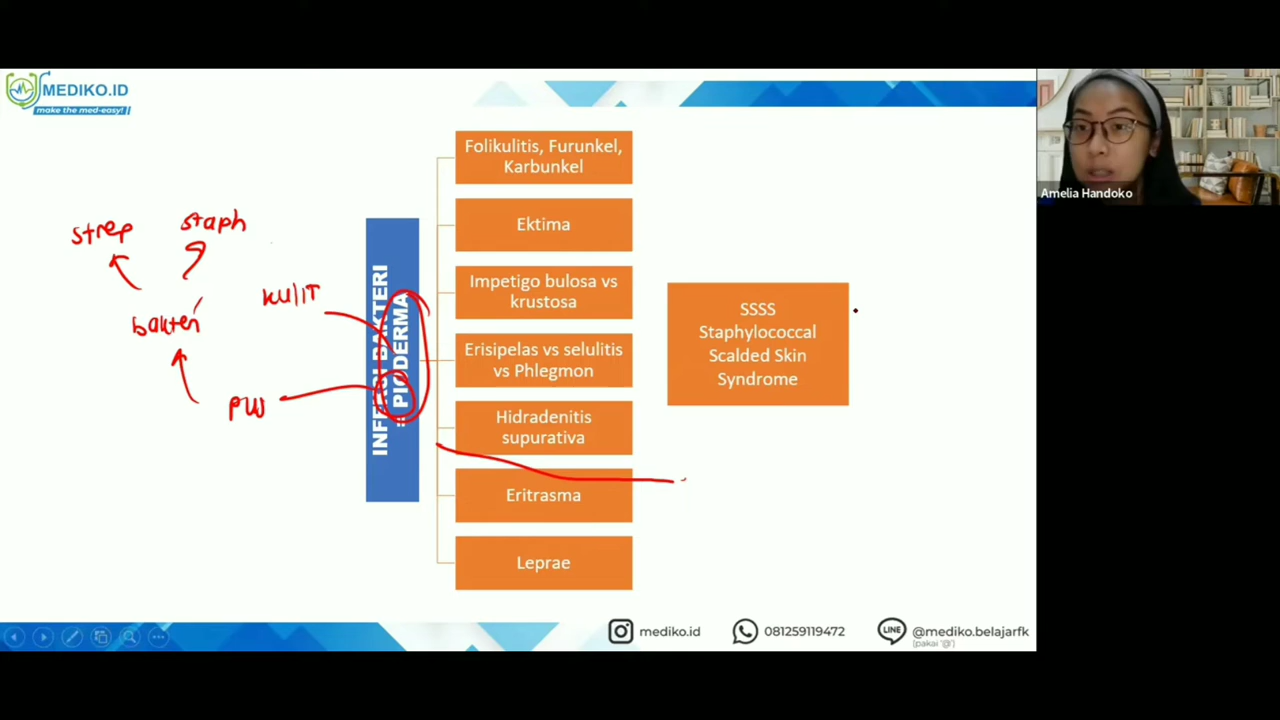 MEDIKO.ID
make the med-easy!
strep
staph
KULIT
bakteri
INFEKSI BAKTERI
= PIODERMA
Folikulitis, Furunkel,
Karbunkel
Ektima
Impetigo bulosa vs
krustosa
Erisipelas vs selulitis
vs Phlegmon
Hidradenitis
supurativa
Eritrasma
Leprae
SSSS
Staphylococcal
Scalded Skin
Syndrome
Amelia Handoko
mediko.id
081259119472
@mediko.belajarfk
(pakai '@')